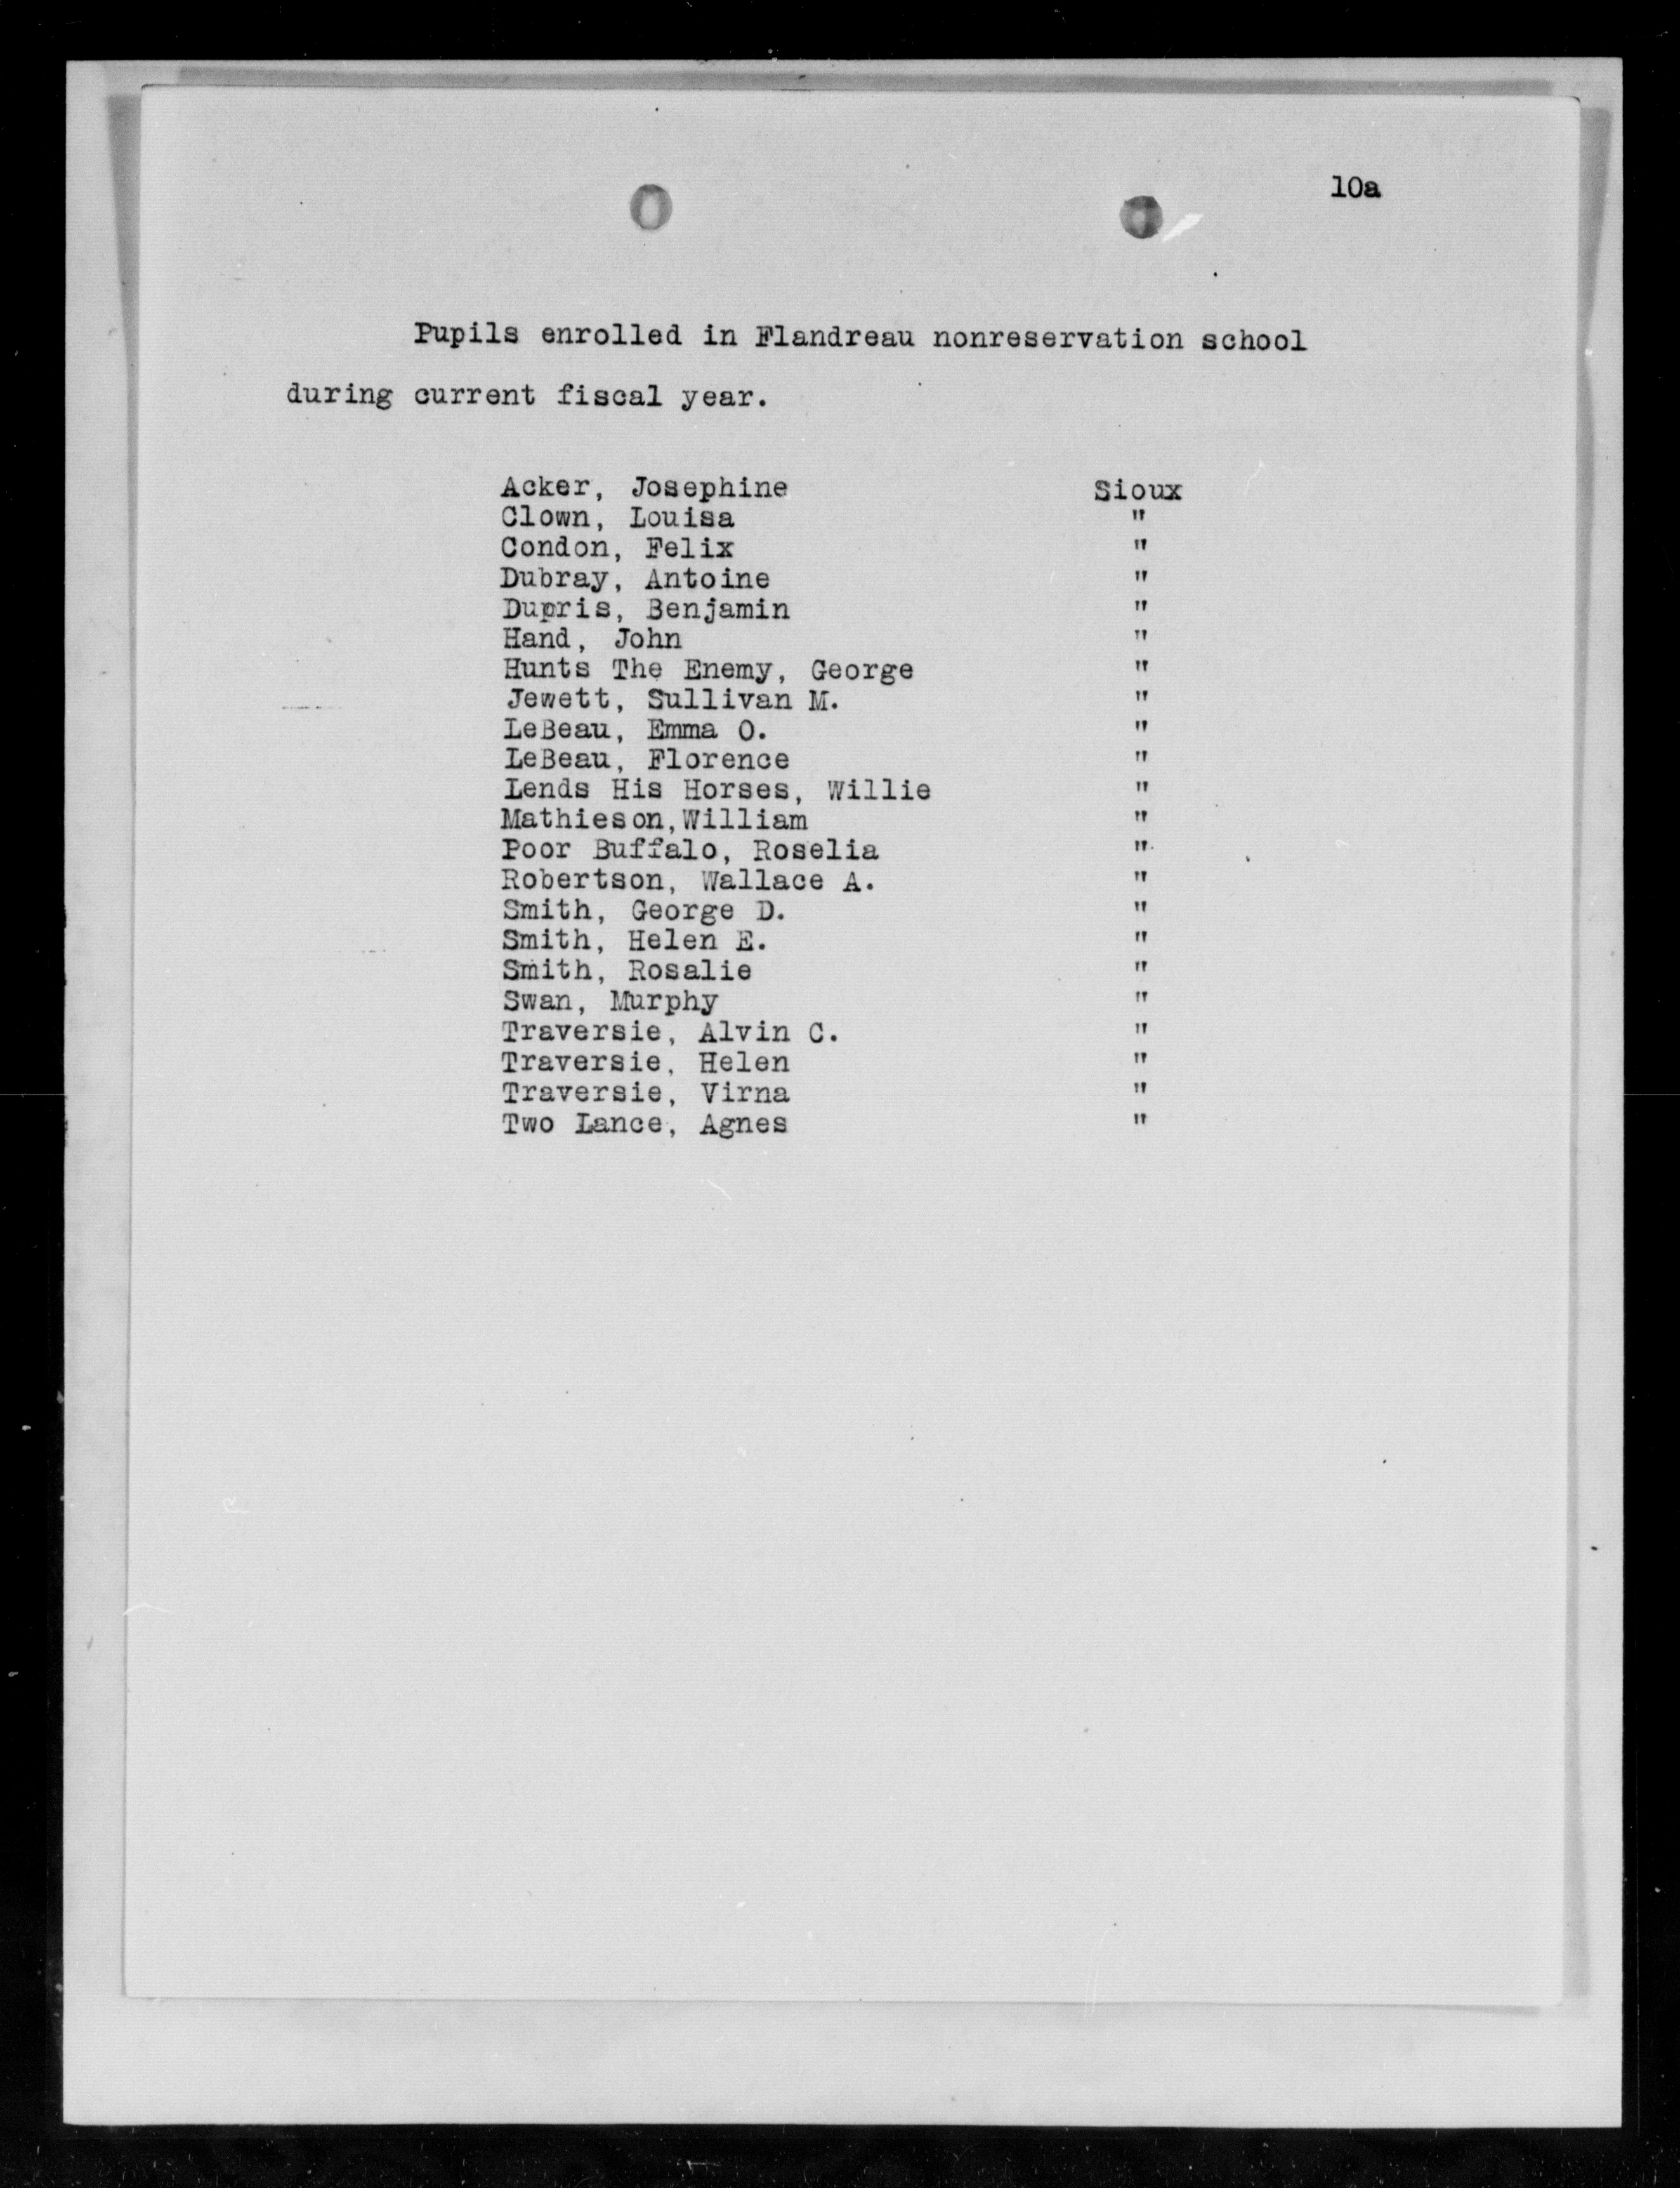 10a
Pupils enrolled in Flandreau nonreservation school
during current fiscal year.
Acker, Josephine Sioux
Clown, Louisa "
Condon, Felix "
Dubray, Antoine "
Dupris, Benjamin "
Hand, John "
Hunts The Enemy, George "
Jewett, Sullivan M. "
LeBeau, Emma O. "
LeBeau, Florence "
Lends His Horses, Willie "
Mathieson,William "
Poor Buffalo, Roselia "
Robertson, Wallace A. "
Smith, George D. "
Smith, Helen E. "
Smith, Rosalie "
Swan, Murphy "
Traversie, Alvin C. "
Traversie, Helen "
Traversie, Virna "
Two Lance, Agnes "